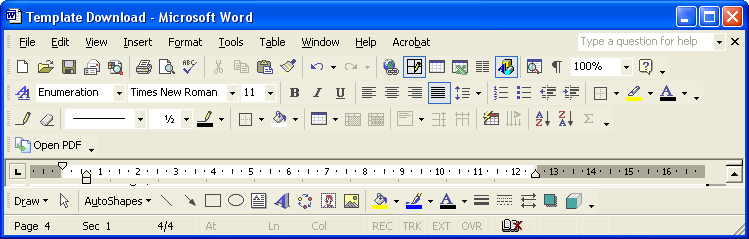 Template Download - Microsoft Word
File Edit View Insert Format Tools Table Window Help Acrobat Type a question for help
ABC 100%
Enumeration Times New Roman 11 B I U A
½
Open PDF
L 1 2 3 4 5 6 7 8 9 10 11 12 13 14 15 16
Draw AutoShapes A
Page 4 Sec 1 4/4 At Ln Col REC TRK EXT OVR